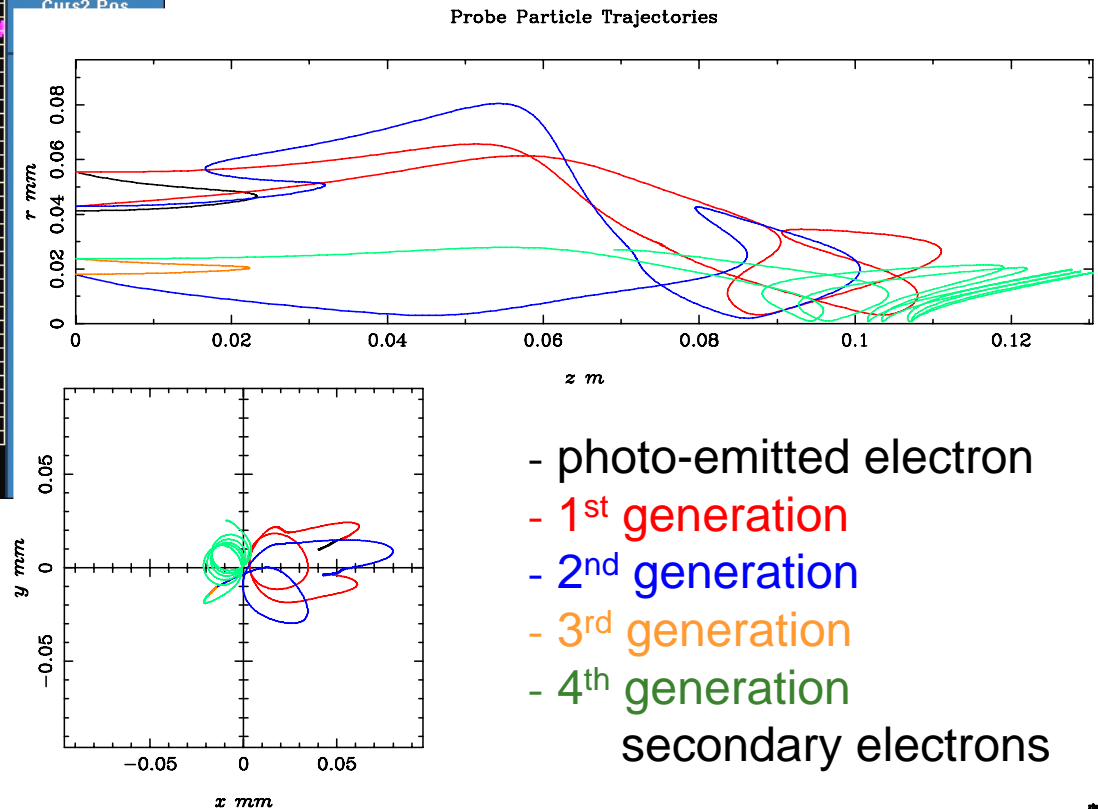 Curs2 Pos
Probe Particle Trajectories
r mm
0.08
0.06
0.04
0.02
0
0 0.02 0.04 0.06 0.08 0.1 0.12
z m
y mm
0.05
0
−0.05
−0.05 0 0.05
x mm
- photo-emitted electron
- 1st generation
- 2nd generation
- 3rd generation
- 4th generation
secondary electrons